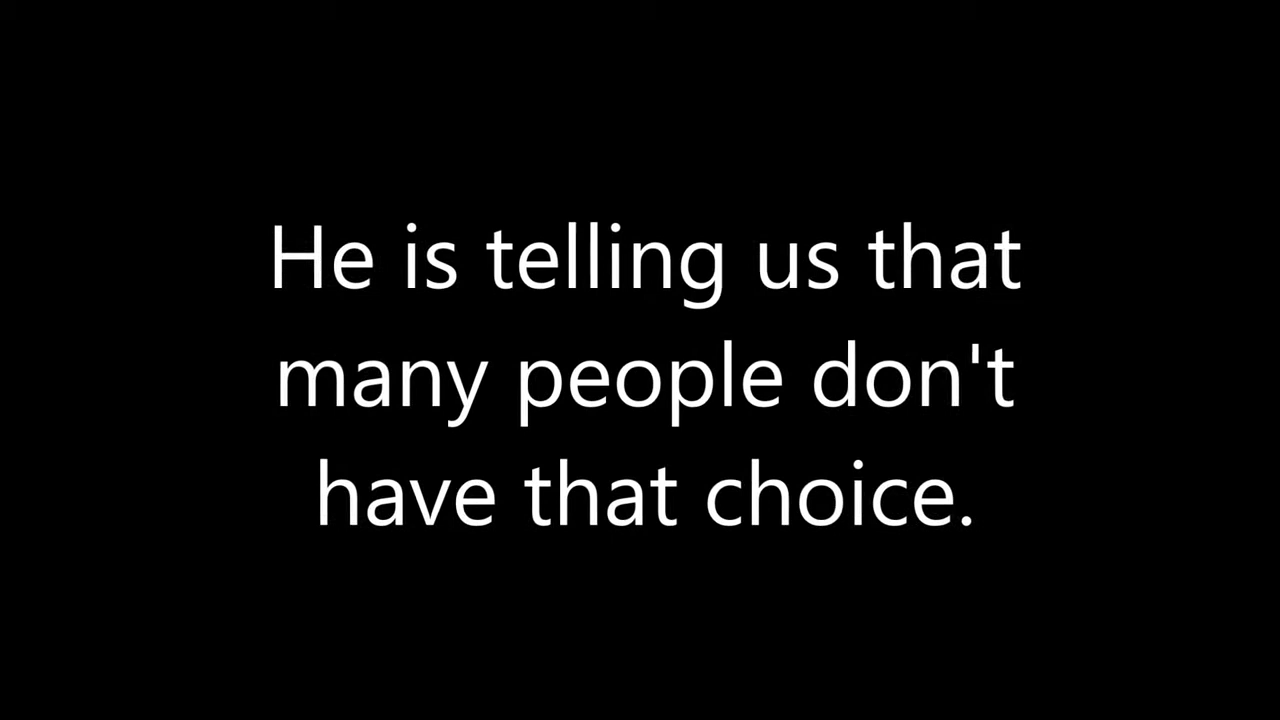 He is telling us that
many people don't
have that choice.